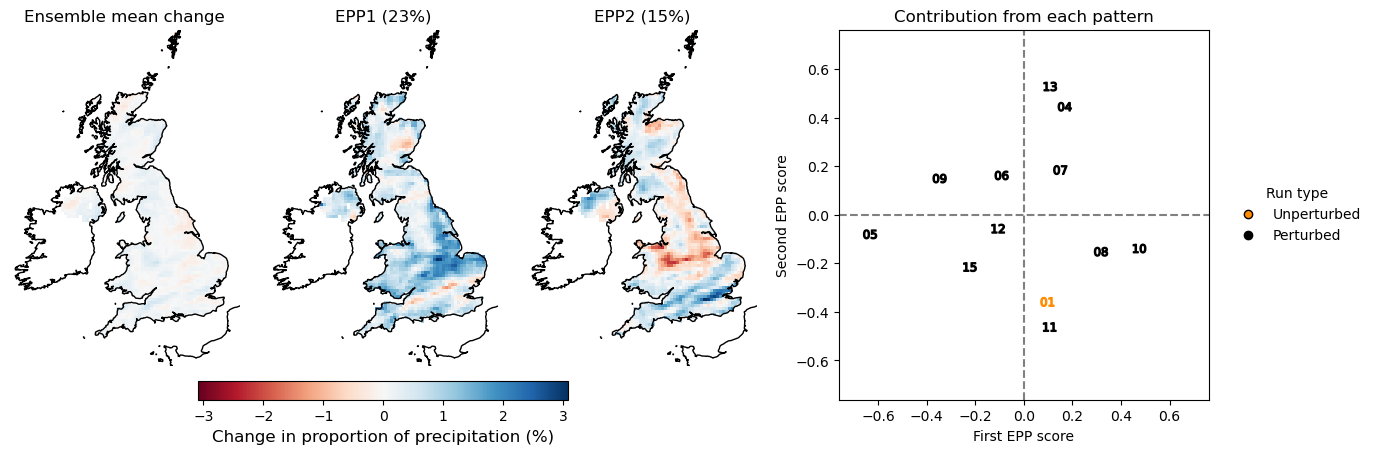 Ensemble mean change
EPP1 (23%)
EPP2 (15%)
−3 −2 −1 0 1 2 3
Change in proportion of precipitation (%)
Contribution from each pattern
Second EPP score
0.6
0.4
0.2
0.0
−0.2
−0.4
−0.6
13
04
07
06
09
12
05
10
08
15
01
11
−0.6 −0.4 −0.2 0.0 0.2 0.4 0.6
First EPP score
Run type
Unperturbed
Perturbed